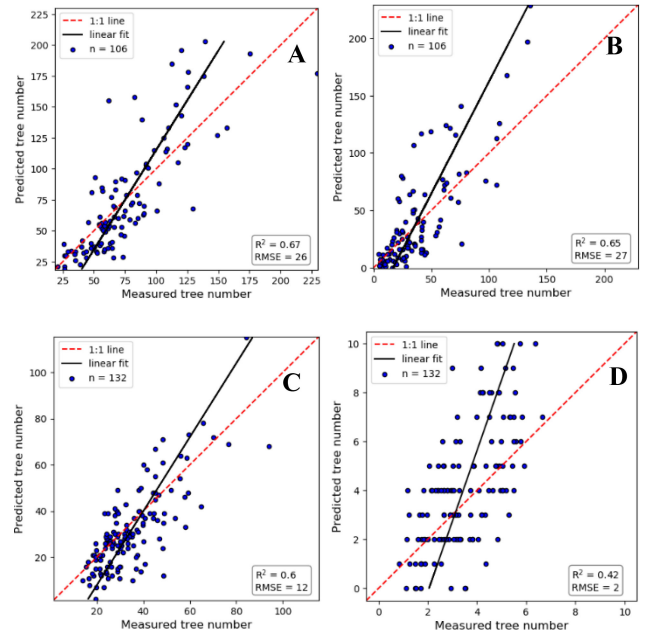 1:1 line
linear fit
n = 106
A
225
200
175
150
125
100
75
50
25
Predicted tree number
R² = 0.67
RMSE = 26
25 50 75 100 125 150 175 200 225
Measured tree number
1:1 line
linear fit
n = 106
B
200
150
100
50
0
Predicted tree number
R² = 0.65
RMSE = 27
0 50 100 150 200
Measured tree number
1:1 line
linear fit
n = 132
C
100
80
60
40
20
Predicted tree number
R² = 0.6
RMSE = 12
20 40 60 80 100
Measured tree number
1:1 line
linear fit
n = 132
D
10
8
6
4
2
0
Predicted tree number
R² = 0.42
RMSE = 2
0 2 4 6 8 10
Measured tree number